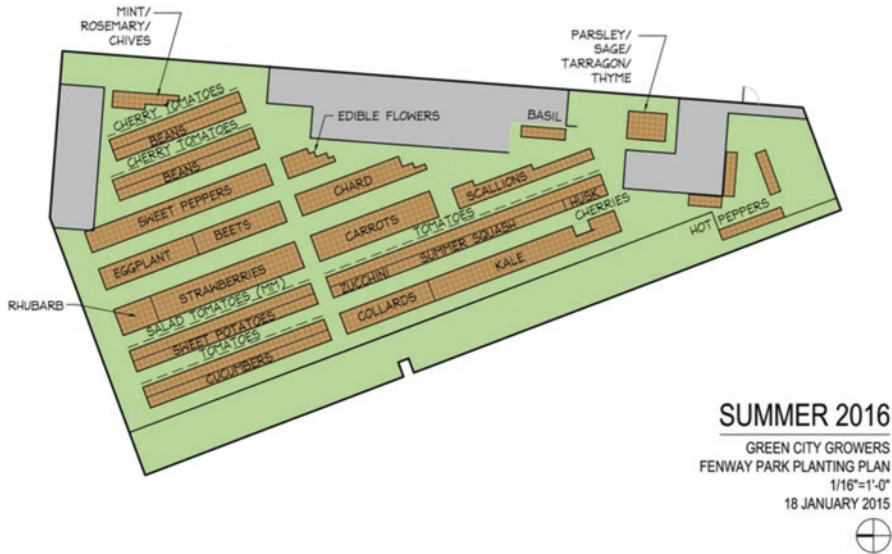 MINT/
ROSEMARY/
CHIVES
PARSLEY/
SAGE/
TARRAGON/
THYME
CHERRY TOMATOES
BEANS
CHERRY TOMATOES
BEANS
EDIBLE FLOWERS
BASIL
SWEET PEPPERS
CHARD
SCALLIONS
EGGPLANT
BEETS
CARROTS
TOMATOES
HUSK
CHERRIES
HOT PEPPERS
STRAWBERRIES
ZUCCHINI
SUMMER SQUASH
RHUBARB
SALAD TOMATOES (MM)
COLLARDS
KALE
SWEET POTATOES
TOMATOES
CUCUMBERS
SUMMER 2016
GREEN CITY GROWERS
FENWAY PARK PLANTING PLAN
1/16"=1'-0"
18 JANUARY 2015